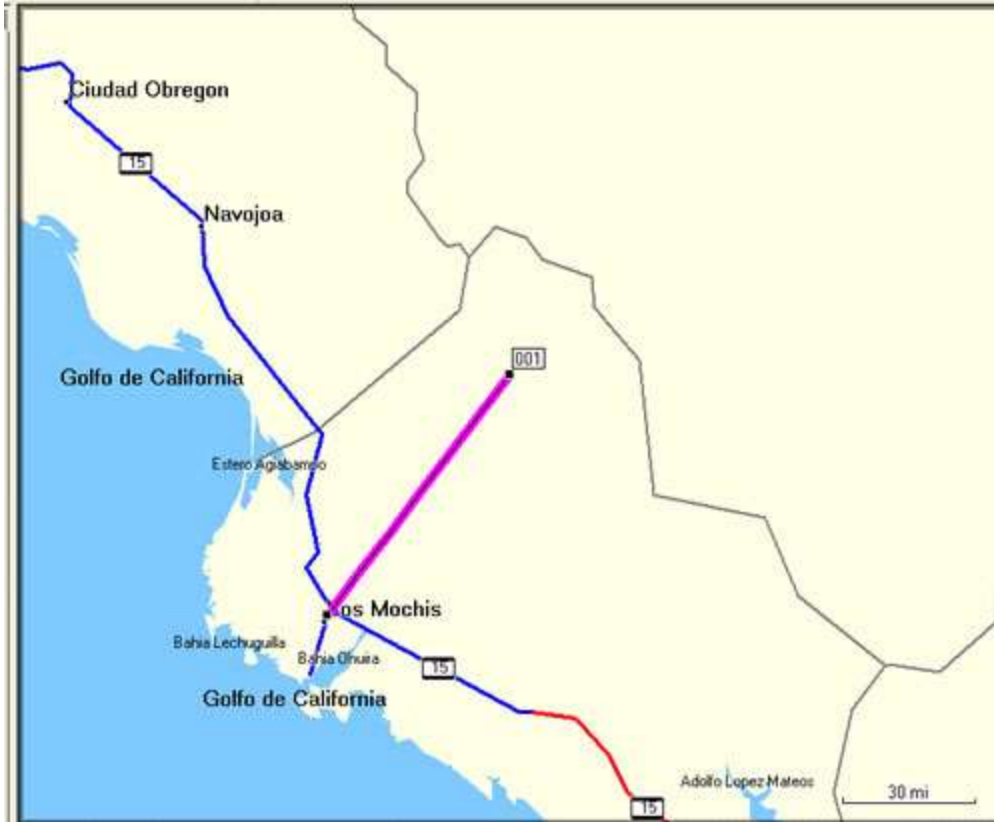 Ciudad Obregon
15
Navojoa
001
Golfo de California
Estero Agiabampo
Los Mochis
Bahia Lechuguilla
Bahia Ohuira
15
Golfo de California
Adolfo Lopez Mateos
30 mi
15